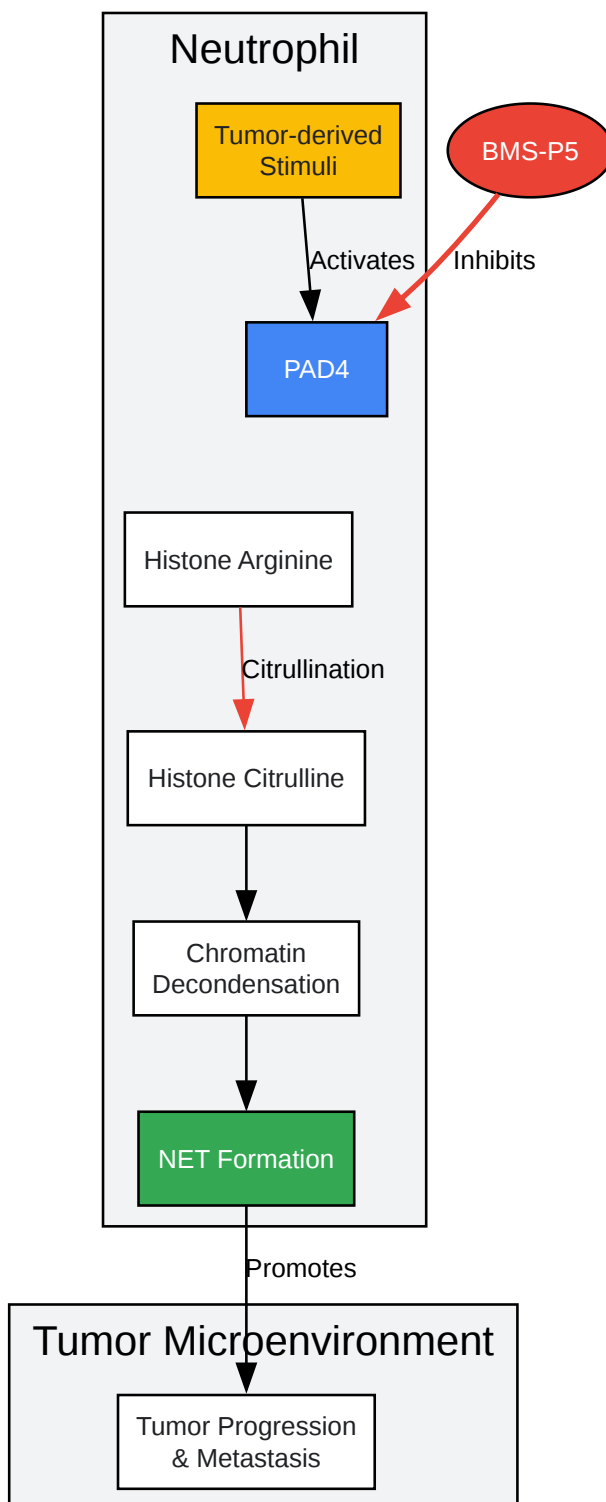 Neutrophil
Tumor-derived
Stimuli
BMS-P5
Activates
Inhibits
PAD4
Histone Arginine
Citrullination
Histone Citrulline
Chromatin
Decondensation
NET Formation
Promotes
Tumor Microenvironment
Tumor Progression
& Metastasis